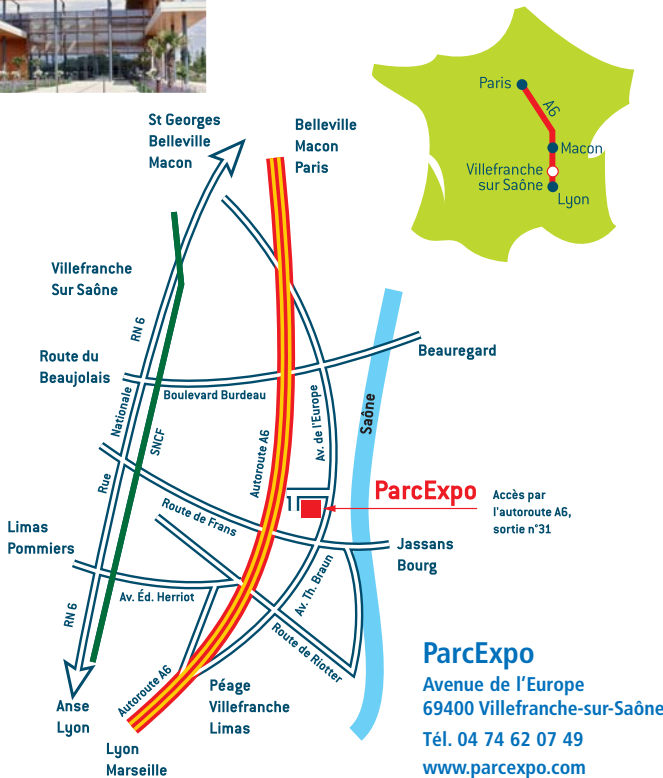 Paris
A6
Macon
Villefranche
sur Saône
Lyon
St Georges
Belleville
Macon
Belleville
Macon
Paris
Villefranche
Sur Saône
RN 6
Route du
Beaujolais
Boulevard Burdeau
Beauregard
Nationale
Rue
SNCF
Autoroute A6
Av. de l'Europe
Saône
ParcExpo
Accès par
l'autoroute A6,
sortie n°31
Route de Frans
Limas
Pommiers
Jassans
Bourg
Av. Éd. Herriot
Av. Th. Braun
RN 6
Route de Riotter
Autoroute A6
Anse
Lyon
Péage
Villefranche
Limas
Lyon
Marseille
ParcExpo
Avenue de l’Europe
69400 Villefranche-sur-Saône
Tél. 04 74 62 07 49
www.parcexpo.com